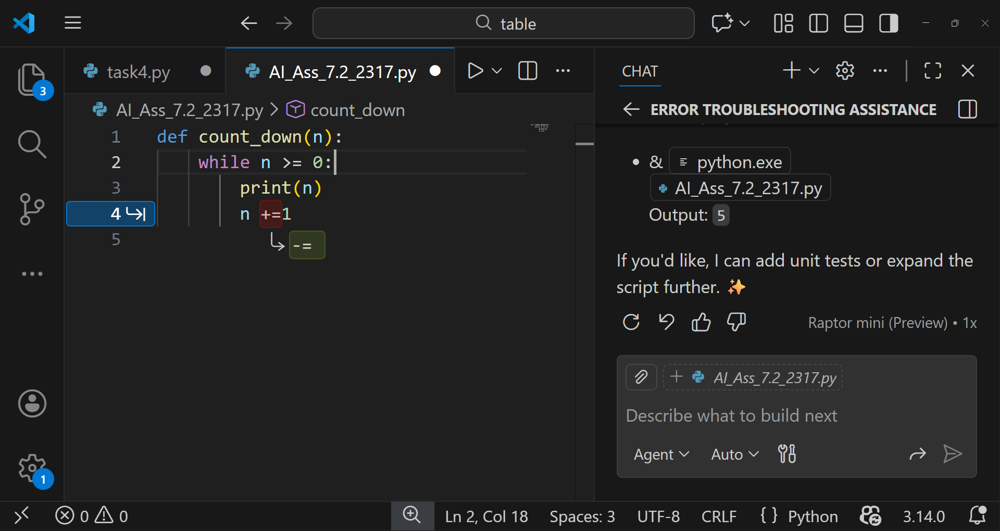 table
3
task4.py
AI_Ass_7.2_2317.py
AI_Ass_7.2_2317.py > count_down
1 def count_down(n):
2 while n >= 0:
3 print(n)
4 n +=1
-=
5
CHAT
ERROR TROUBLESHOOTING ASSISTANCE
& python.exe
AI_Ass_7.2_2317.py
Output: 5
If you'd like, I can add unit tests or expand the
script further. ✨
Raptor mini (Preview) • 1x
AI_Ass_7.2_2317.py
Describe what to build next
Agent
Auto
1
0 0
Ln 2, Col 18
Spaces: 3
UTF-8
CRLF
{} Python
3.14.0